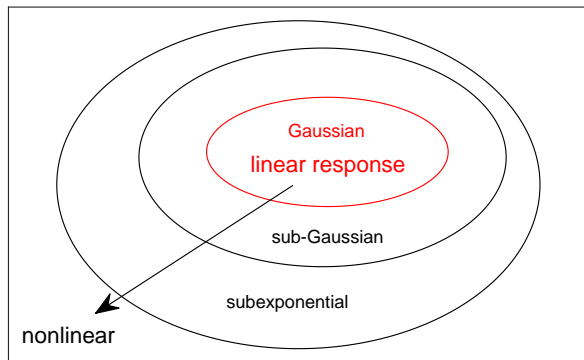 Gaussian
linear response
sub-Gaussian
subexponential
nonlinear